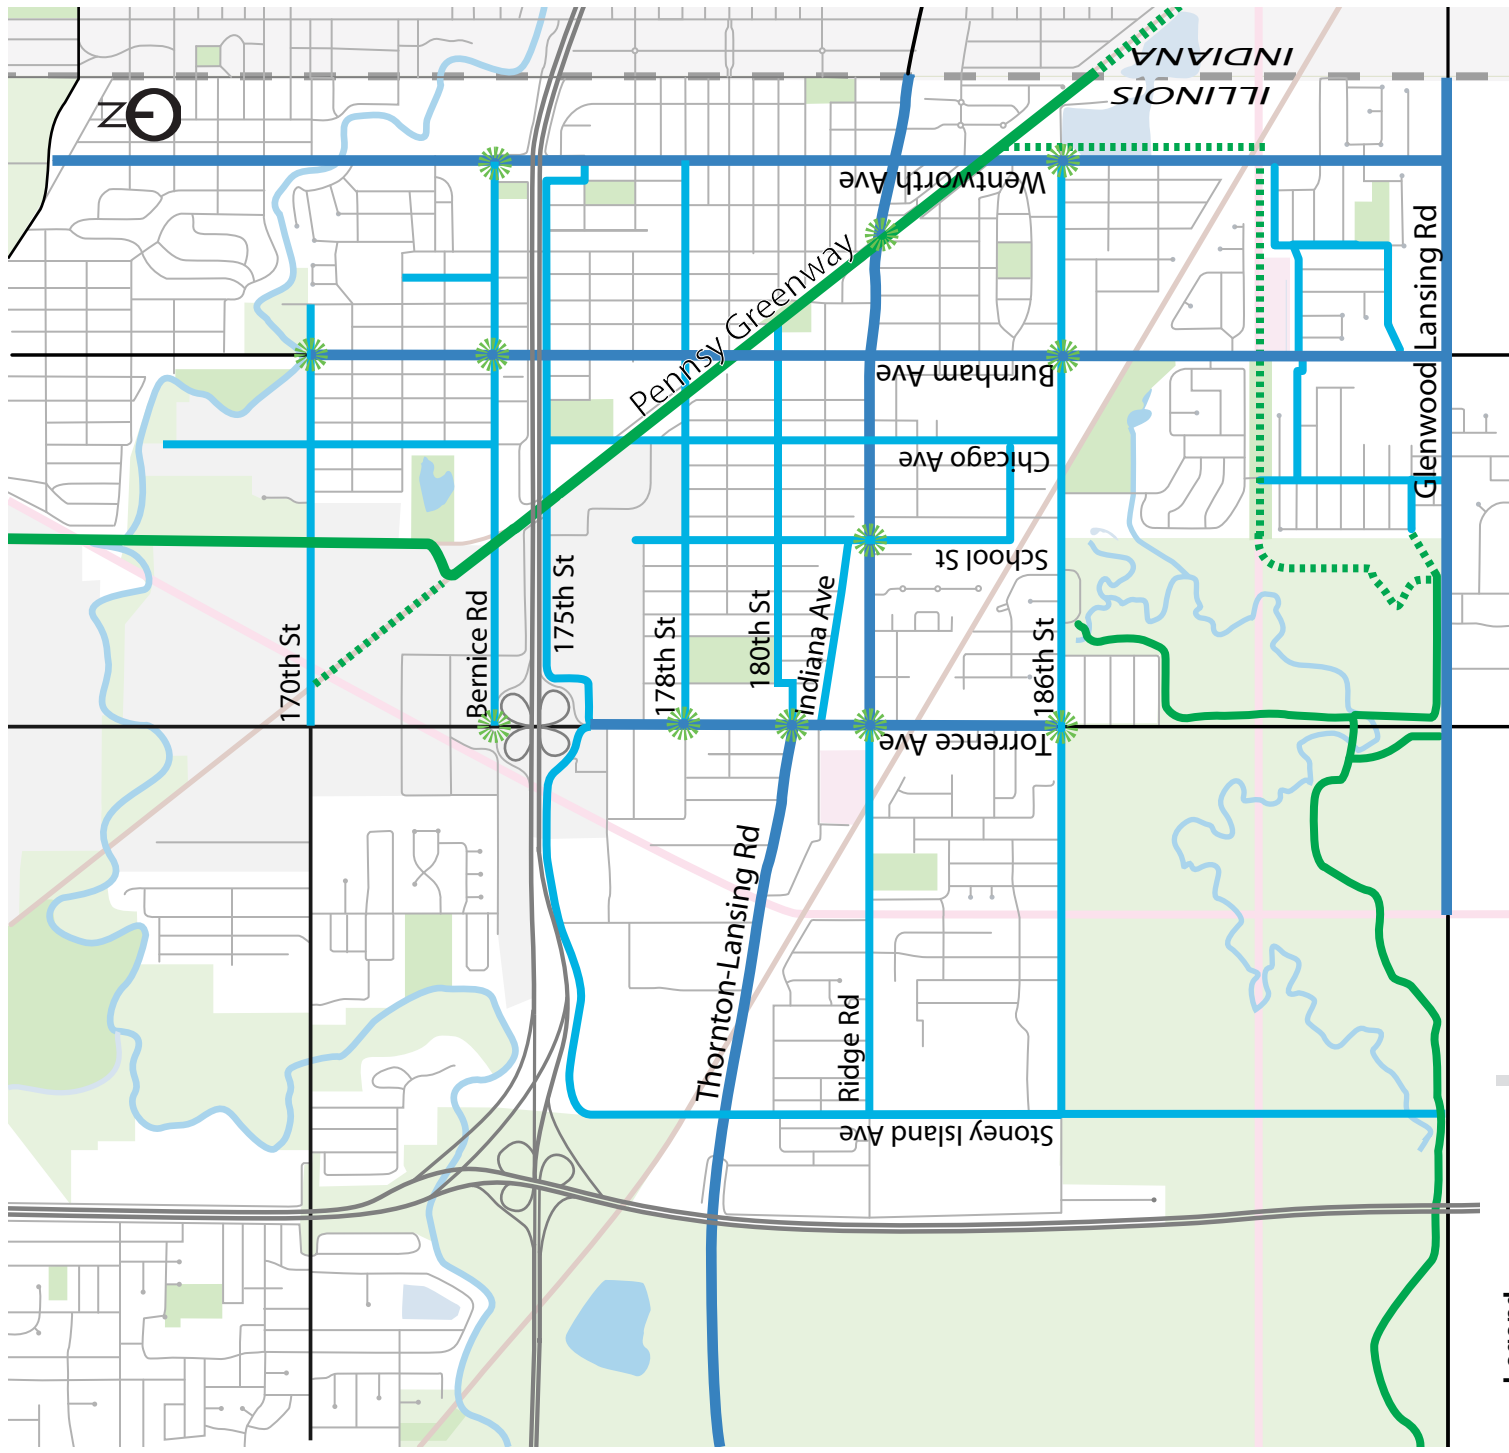 INDIANA
ILLINOIS
N
Wentworth Ave
Pennsy Greenway
Burnham Ave
Glenwood Lansing Rd
Chicago Ave
School St
170th St
Bernice Rd
175th St
178th St
180th St
Indiana Ave
186th St
Torrence Ave
Thornton-Lansing Rd
Ridge Rd
Stoney Island Ave